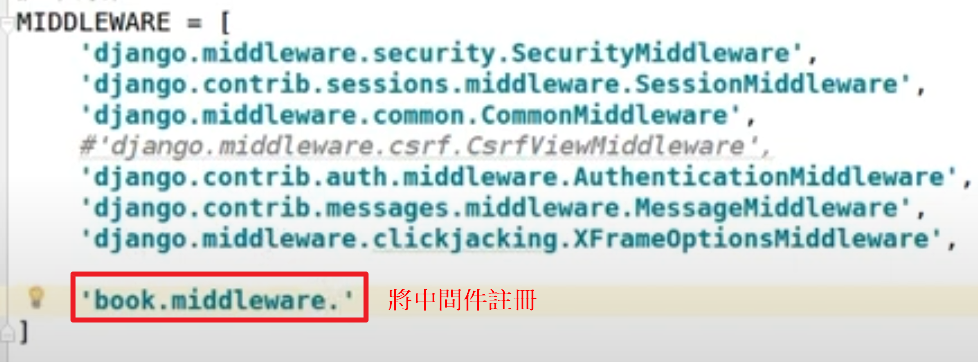 MIDDLEWARE = [
'django.middleware.security.SecurityMiddleware',
'django.contrib.sessions.middleware.SessionMiddleware',
'django.middleware.common.CommonMiddleware',
#'django.middleware.csrf.CsrfViewMiddleware',
'django.contrib.auth.middleware.AuthenticationMiddleware',
'django.contrib.messages.middleware.MessageMiddleware',
'django.middleware.clickjacking.XFrameOptionsMiddleware',
'book.middleware.' 將中間件註冊
]